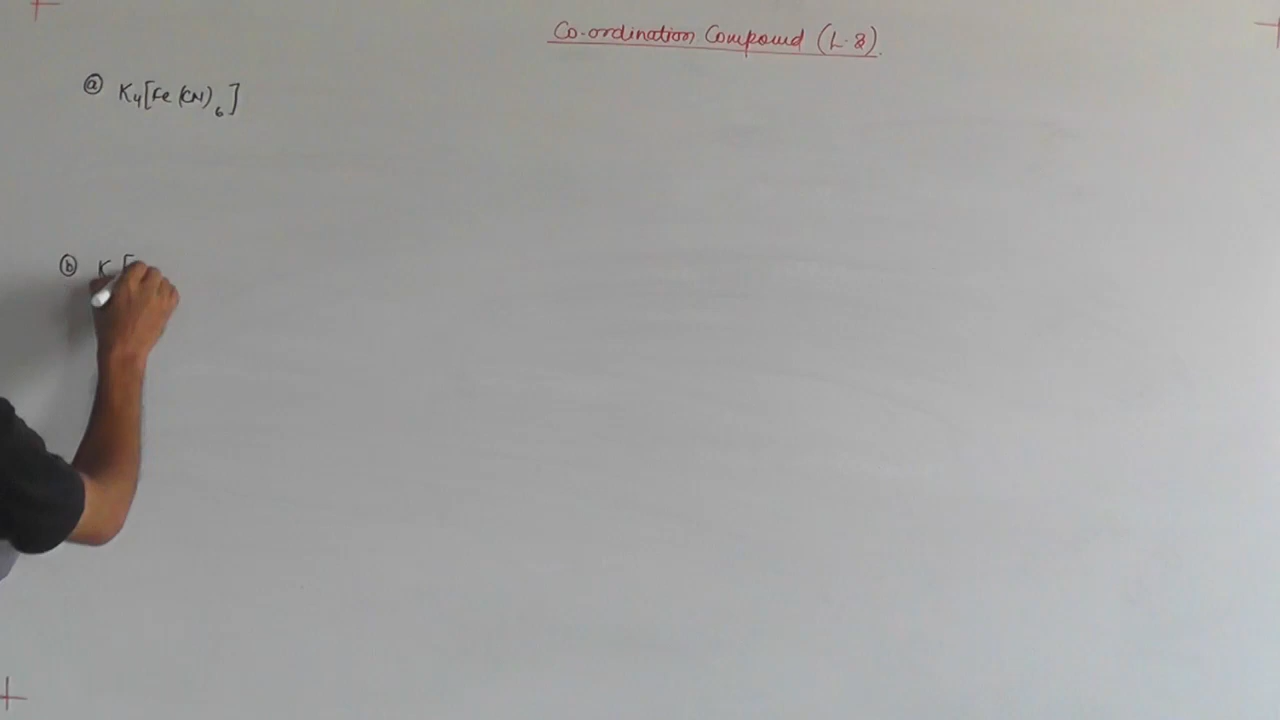 Co-ordination Compound (L-8).
ⓐ K₄[Fe(CN)₆]
ⓑ K [